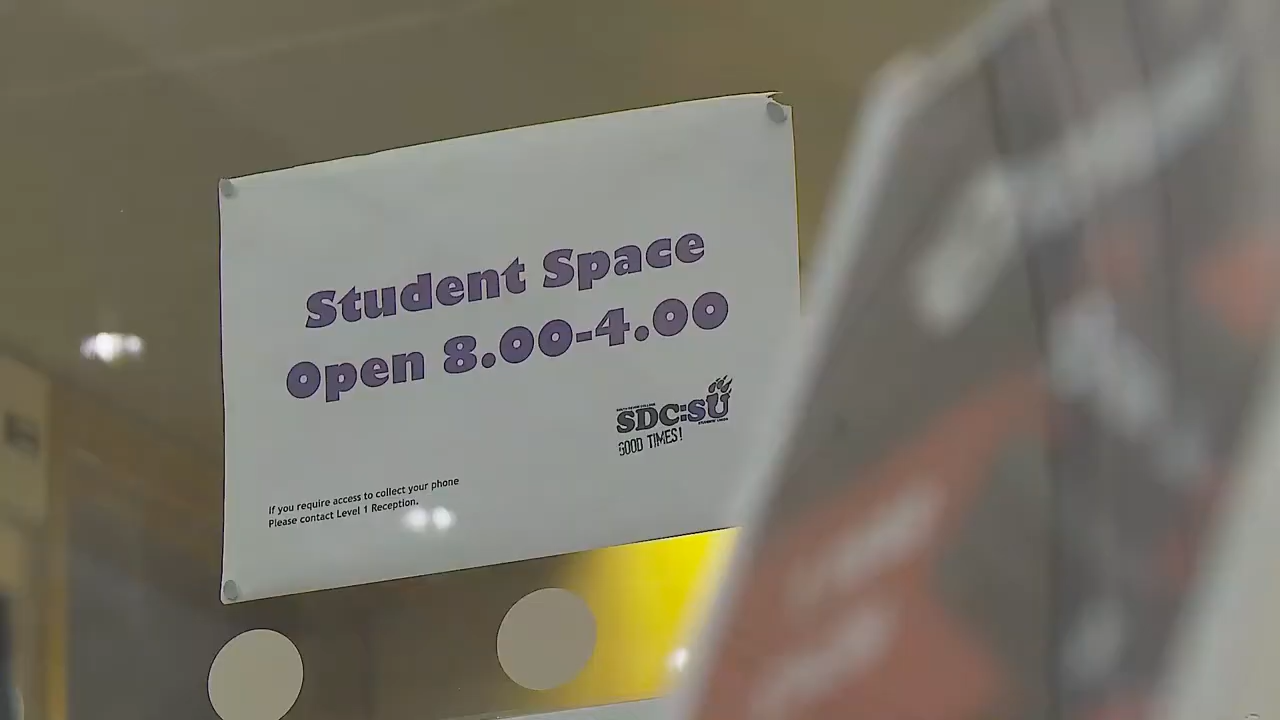 Student Space
Open 8.00-4.00
SDC:SU
GOOD TIMES!
If you require access to collect your phone
Please contact Level 1 Reception.